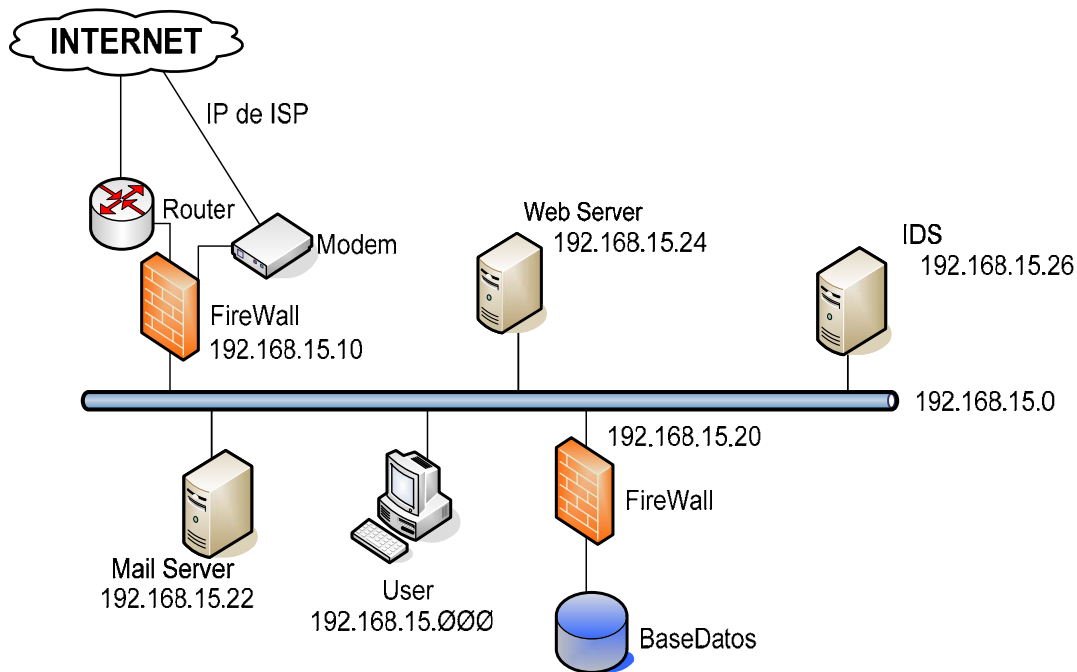 INTERNET
IP de ISP
Router
Modem
Web Server
192.168.15.24
IDS
192.168.15.26
FireWall
192.168.15.10
192.168.15.0
192.168.15.20
FireWall
Mail Server
192.168.15.22
User
192.168.15.ØØØ
BaseDatos